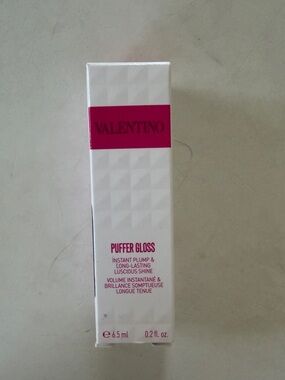 VALENTINO
PUFFER GLOSS
INSTANT PLUMP &
LONG-LASTING
LUSCIOUS SHINE
VOLUME INSTANTANÉ &
BRILLANCE SOMPTUEUSE
LONGUE TENUE
e 6.5 ml 0.2 fl. oz.